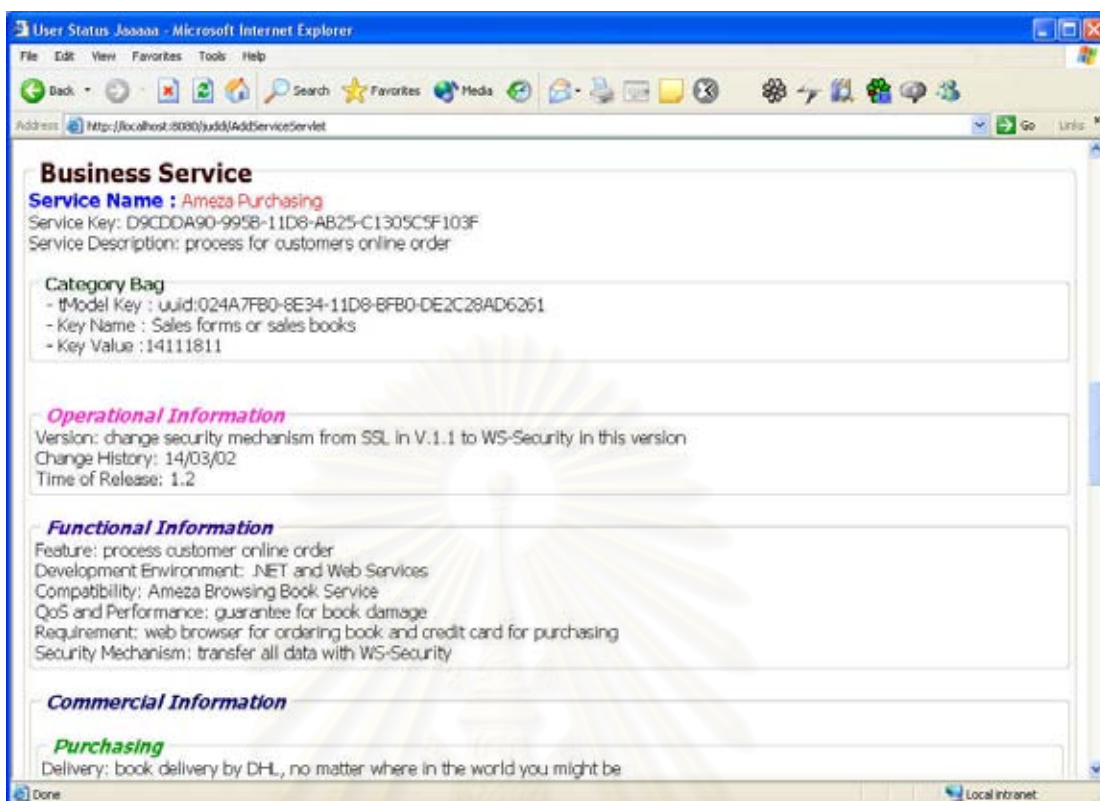 User Status Jaaaaa - Microsoft Internet Explorer
File Edit View Favorites Tools Help
Back Search Favorites Media
Address http://localhost:8080/juddi/AddServiceServlet Go Links
Business Service
Service Name : Ameza Purchasing
Service Key: D9CDDA90-995B-11D8-AB25-C1305C5F103F
Service Description: process for customers online order
Category Bag
- tModel Key : uuid:024A7FB0-8E34-11D8-BFB0-DE2C28AD6261
- Key Name : Sales forms or sales books
- Key Value :14111811
Operational Information
Version: change security mechanism from SSL in V.1.1 to WS-Security in this version
Change History: 14/03/02
Time of Release: 1.2
Functional Information
Feature: process customer online order
Development Environment: .NET and Web Services
Compatibility: Ameza Browsing Book Service
QoS and Performance: guarantee for book damage
Requirement: web browser for ordering book and credit card for purchasing
Security Mechanism: transfer all data with WS-Security
Commercial Information
Purchasing
Delivery: book delivery by DHL, no matter where in the world you might be
Done Local intranet